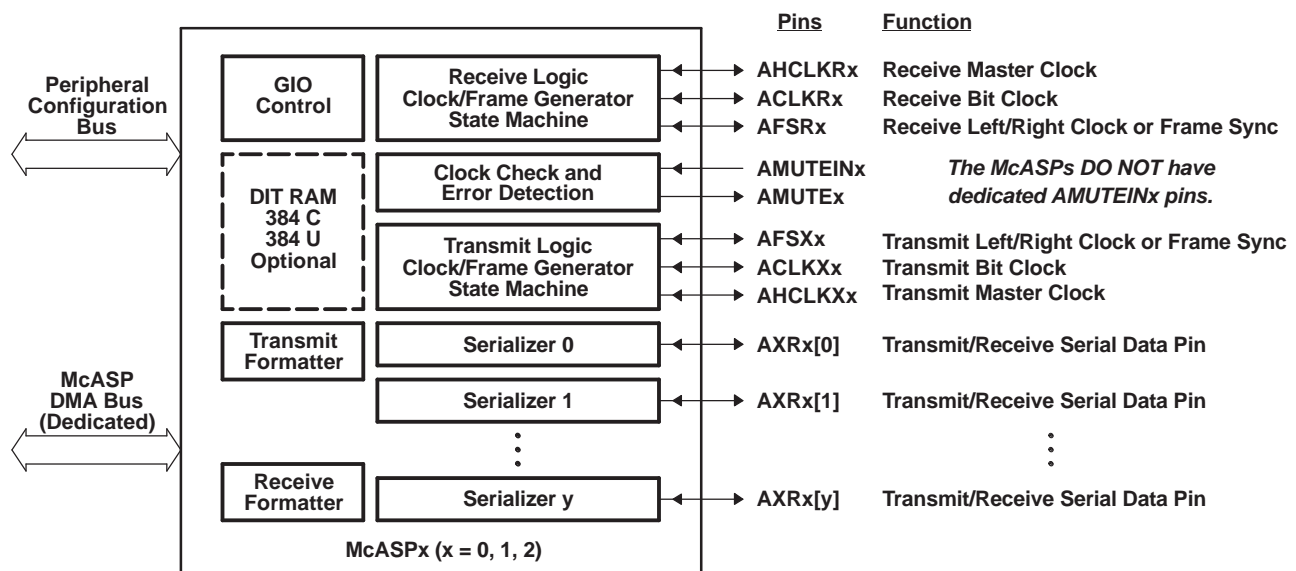 Pins Function
Peripheral
Configuration
Bus
GIO
Control
Receive Logic
Clock/Frame Generator
State Machine
AHCLKRx Receive Master Clock
ACLKRx Receive Bit Clock
AFSRx Receive Left/Right Clock or Frame Sync
DIT RAM
384 C
384 U
Optional
Clock Check and
Error Detection
AMUTEINx
AMUTEx
The McASPs DO NOT have
dedicated AMUTEINx pins.
Transmit Logic
Clock/Frame Generator
State Machine
AFSXx Transmit Left/Right Clock or Frame Sync
ACLKXx Transmit Bit Clock
AHCLKXx Transmit Master Clock
Transmit
Formatter
Serializer 0
AXRx[0] Transmit/Receive Serial Data Pin
McASP
DMA Bus
(Dedicated)
Serializer 1
AXRx[1] Transmit/Receive Serial Data Pin
Receive
Formatter
Serializer y
AXRx[y] Transmit/Receive Serial Data Pin
McASPx (x = 0, 1, 2)